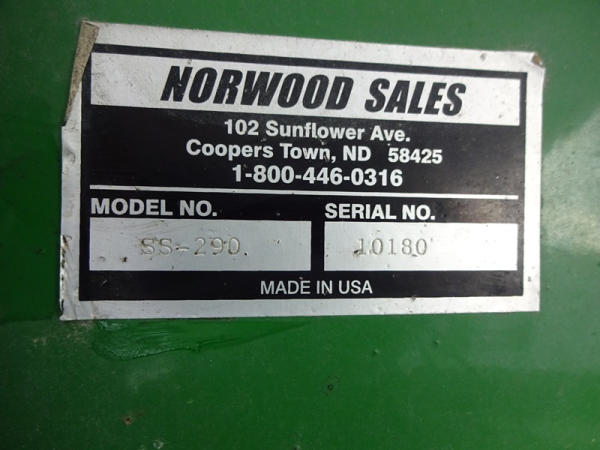 NORWOOD SALES
102 Sunflower Ave.
Coopers Town, ND 58425
1-800-446-0316
MODEL NO. SERIAL NO.
SS-290 10180
MADE IN USA